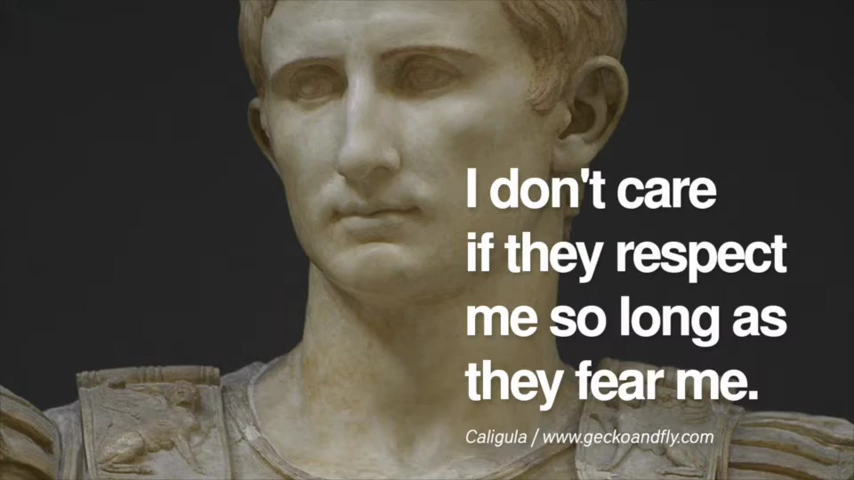 I don't care
if they respect
me so long as
they fear me.
Caligula / www.geckoandfly.com